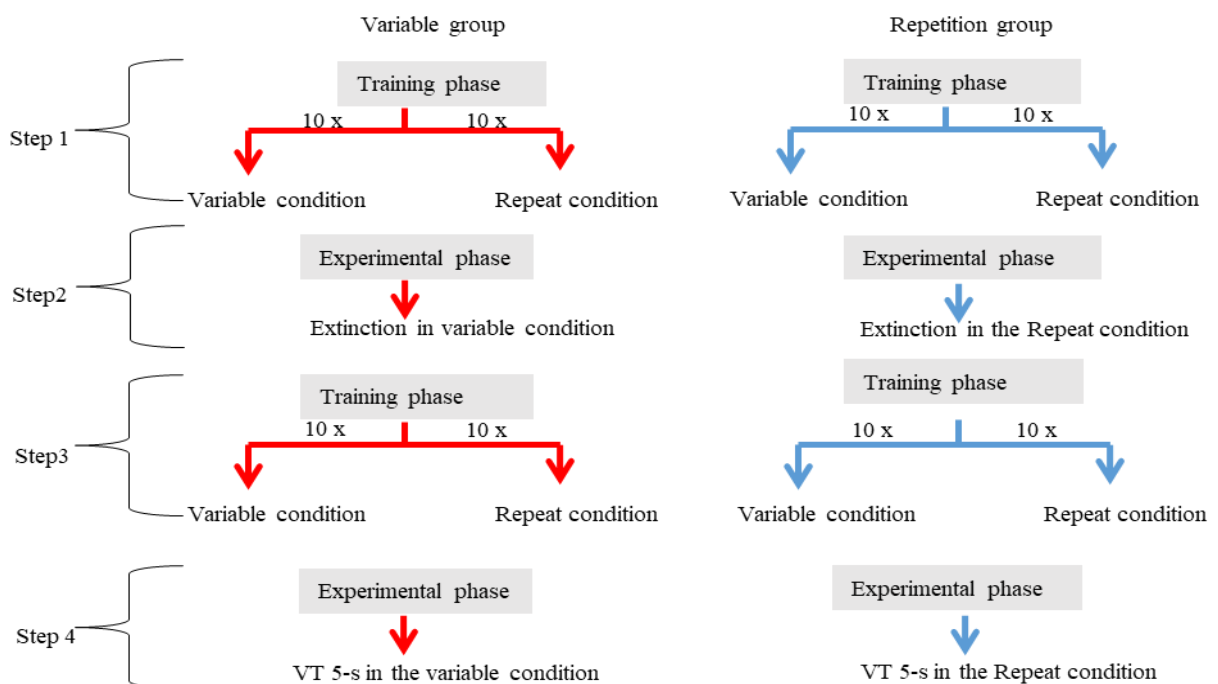 Variable group Repetition group
Training phase Training phase
10 x 10 x 10 x 10 x
Step 1
Variable condition Repeat condition Variable condition Repeat condition
Experimental phase Experimental phase
Step2
Extinction in variable condition Extinction in the Repeat condition
Training phase Training phase
10 x 10 x 10 x 10 x
Step3
Variable condition Repeat condition Variable condition Repeat condition
Experimental phase Experimental phase
Step 4
VT 5-s in the variable condition VT 5-s in the Repeat condition